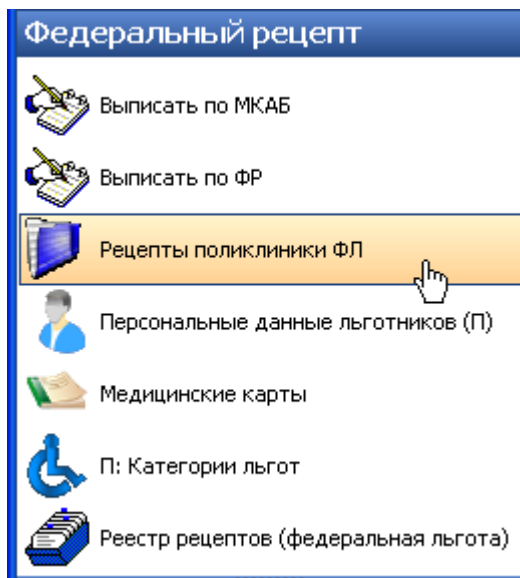 Федеральный рецепт
Выписать по МКАБ
Выписать по ФР
Рецепты поликлиники ФЛ
Персональные данные льготников (П)
Медицинские карты
П: Категории льгот
Реестр рецептов (федеральная льгота)